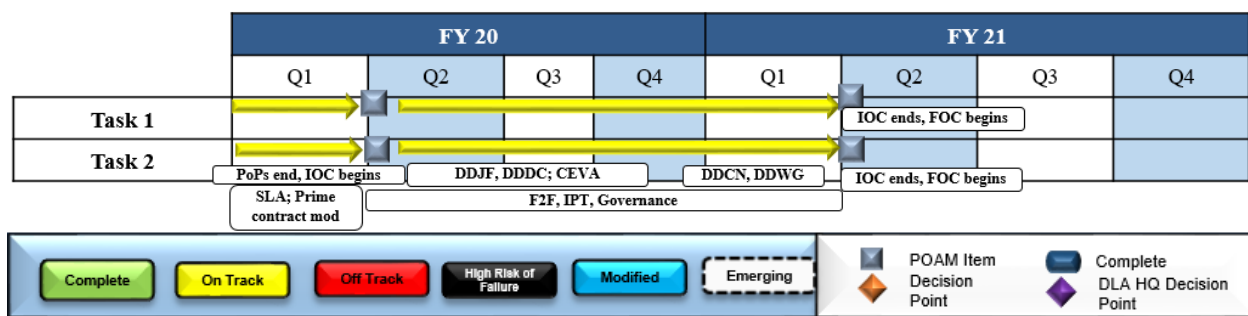 FY 20
FY 21
Q1
Q2
Q3
Q4
Q1
Q2
Q3
Q4
Task 1
IOC ends, FOC begins
Task 2
PoPs end, IOC begins
DDJF, DDDC; CEVA
DDCN, DDWG
IOC ends, FOC begins
SLA; Prime
contract mod
F2F, IPT, Governance
Complete
On Track
Off Track
High Risk of
Failure
Modified
Emerging
POAM Item
Decision
Point
Complete
DLA HQ Decision
Point